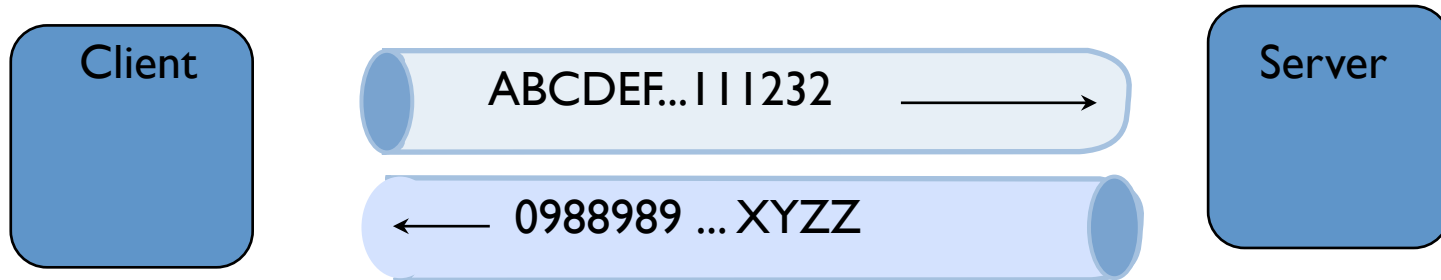 Client
Server
ABCDEF...111232
0988989 ... XYZZ